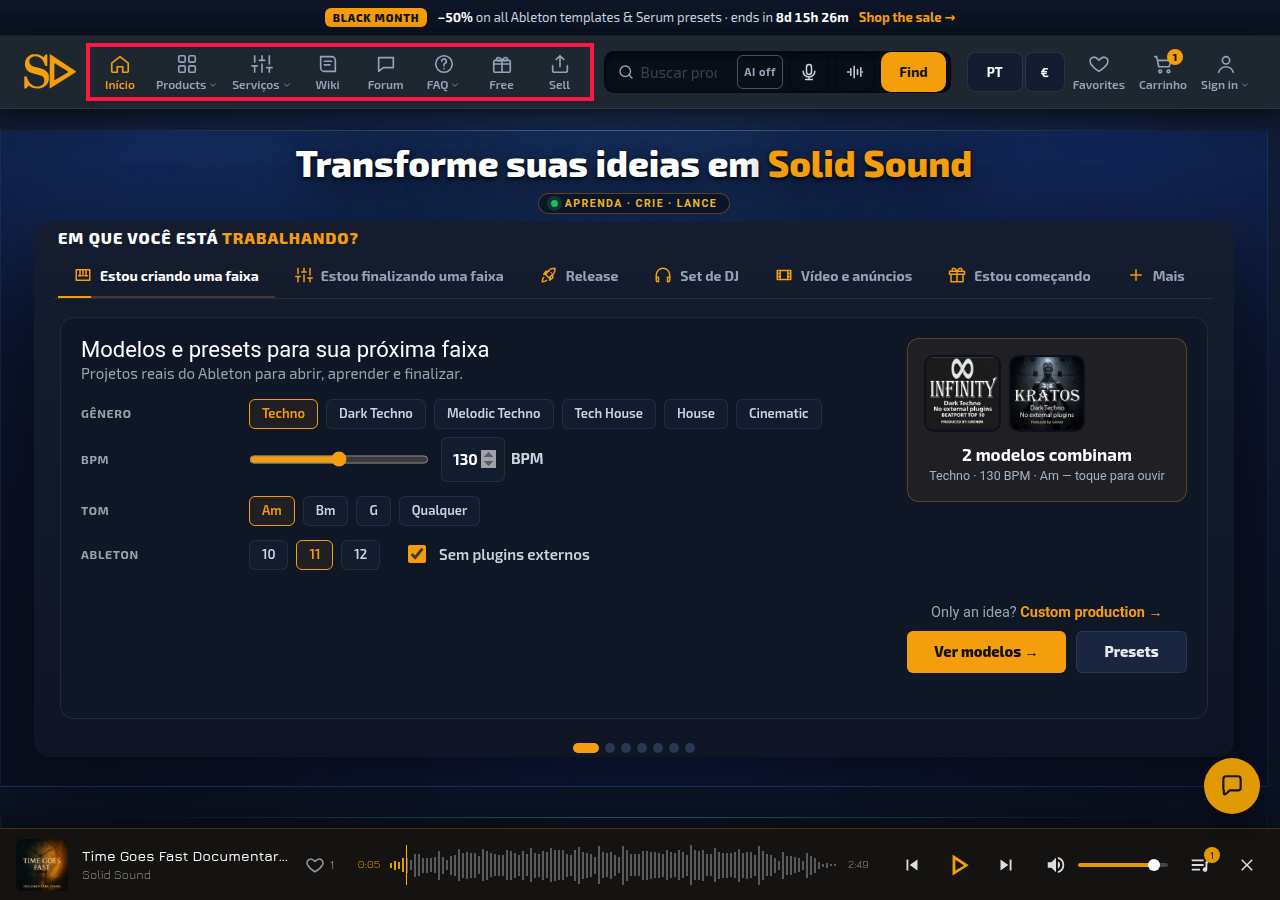 BLACK MONTH −50% on all Ableton templates & Serum presets · ends in 8d 15h 26m Shop the sale →
SD
Início Products Serviços Wiki Forum FAQ Free Sell
Buscar proc AI off Find PT € Favorites 1 Carrinho Sign in
Transforme suas ideias em Solid Sound
APRENDA · CRIE · LANCE
EM QUE VOCÊ ESTÁ TRABALHANDO?
Estou criando uma faixa Estou finalizando uma faixa Release Set de DJ Vídeo e anúncios Estou começando Mais
Modelos e presets para sua próxima faixa
Projetos reais do Ableton para abrir, aprender e finalizar.
GÊNERO Techno Dark Techno Melodic Techno Tech House House Cinematic
BPM 130 BPM
TOM Am Bm G Qualquer
ABLETON 10 11 12 Sem plugins externos
INFINITY
Dark Techno
No external plugins
BEATPORT TOP 10
KRATOS
Dark Techno
No external plugins
2 modelos combinam
Techno · 130 BPM · Am — toque para ouvir
Only an idea? Custom production →
Ver modelos → Presets
TIME GOES
FAST
Time Goes Fast Documentar...
Solid Sound
1
0:05
2:49
1